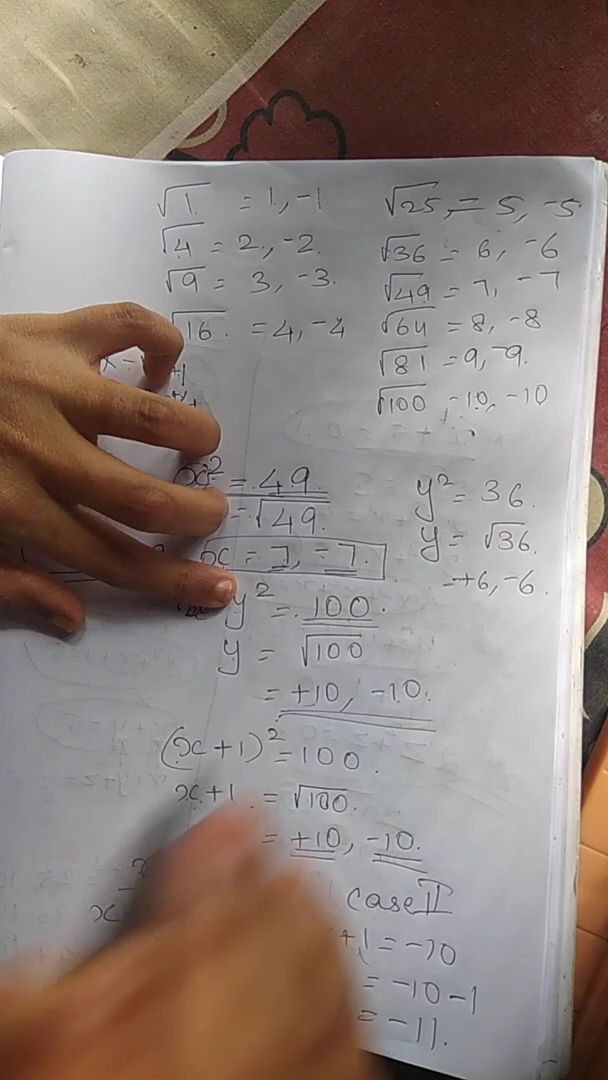 √1 = 1, -1
√4 = 2, -2
√9 = 3, -3.
√16 = 4, -4
√25 = 5, -5
√36 = 6, -6
√49 = 7, -7
√64 = 8, -8
√81 = 9, -9.
√100 - 10, -10
x² = 49
= √49.
x = 7, -7.
y² = 36.
y = √36.
= +6, -6.
y² = 100
y = √100
= +10, -10.
(x + 1)² = 100.
x + 1 = √100.
= +10, -10.
case II
+ 1 = -10
= -10 - 1
= -11.